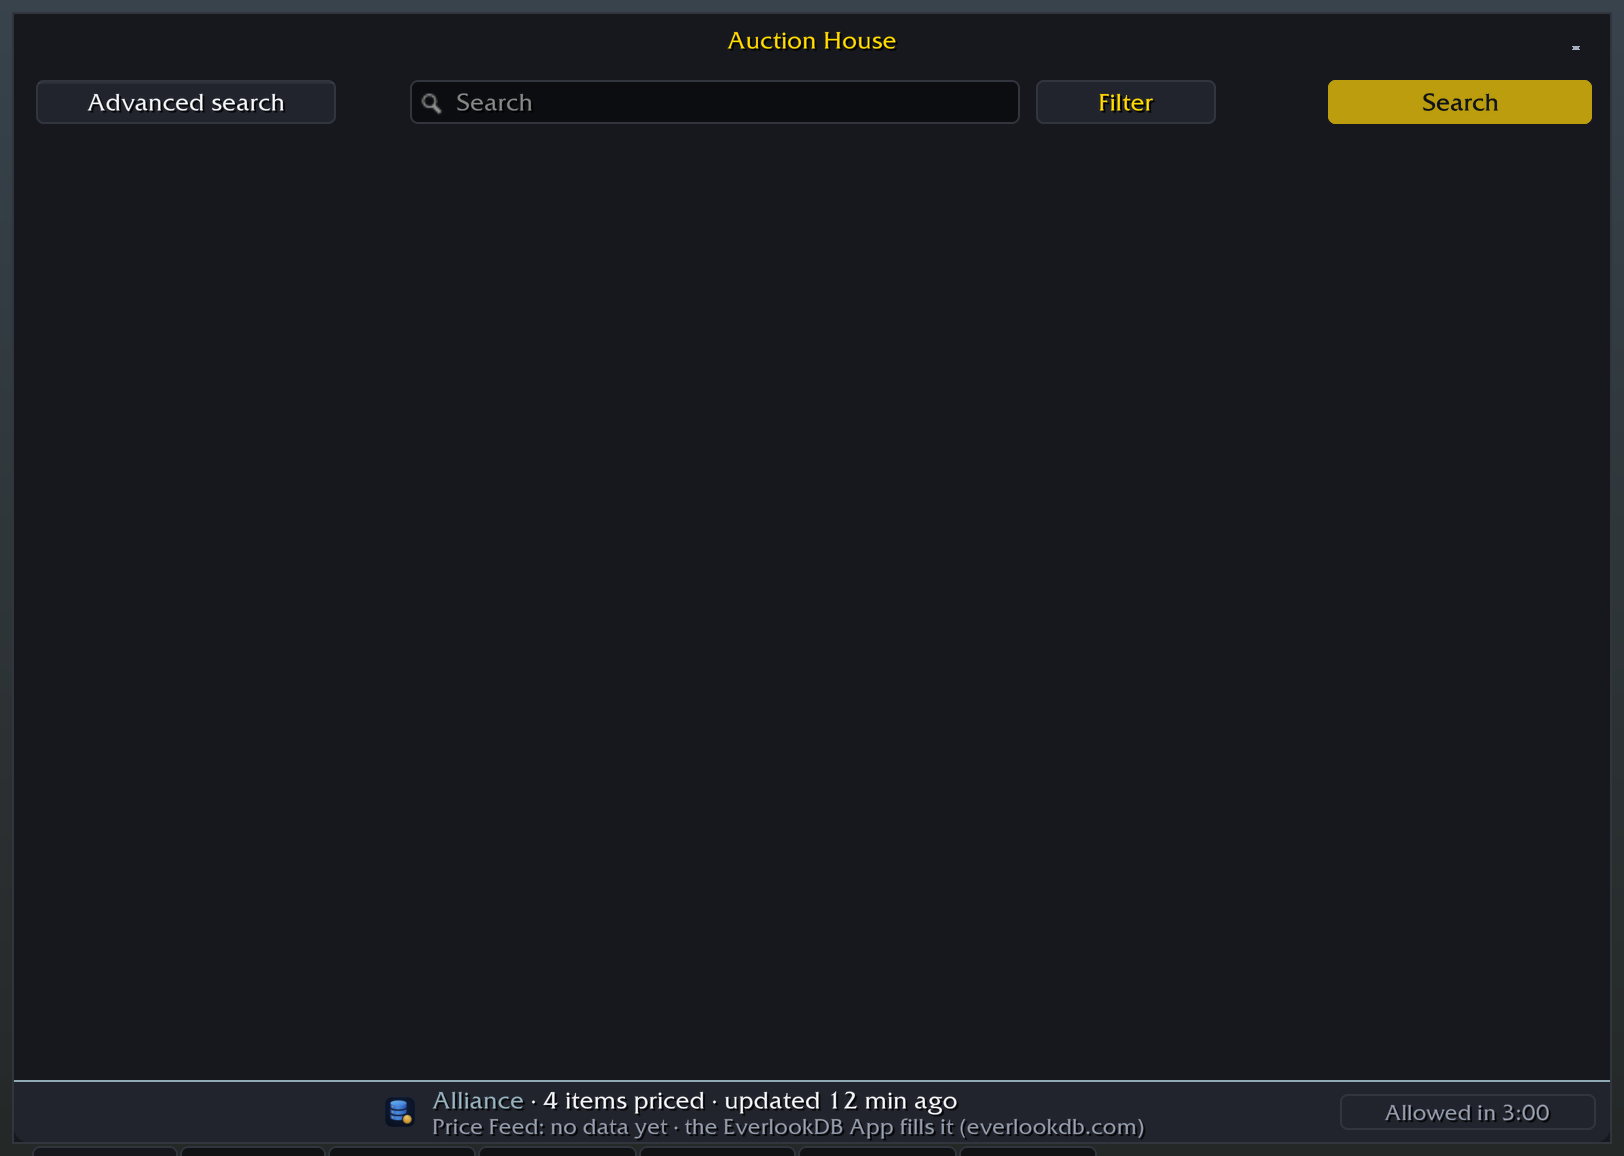 Auction House
Advanced search
Search
Filter
Search
Alliance · 4 items priced · updated 12 min ago
Price Feed: no data yet · the EverlookDB App fills it (everlookdb.com)
Allowed in 3:00